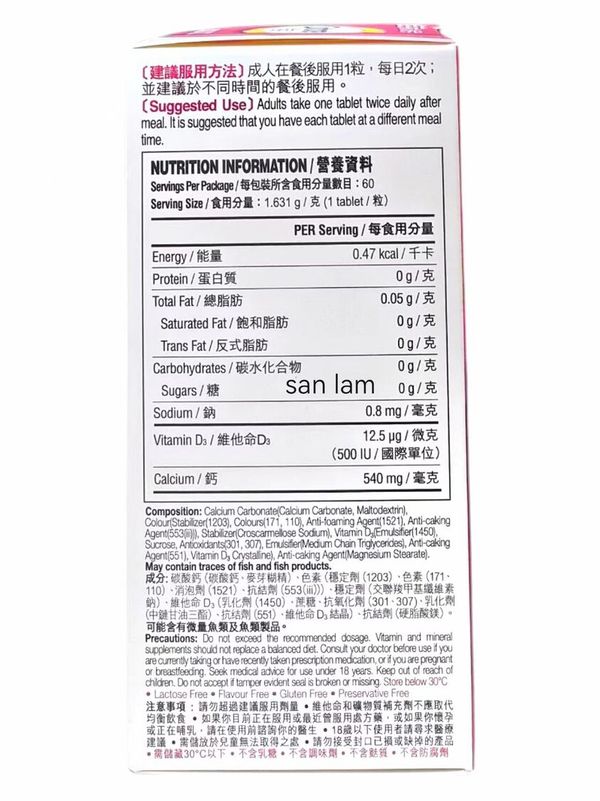 〔建議服用方法〕成人在餐後服用1粒，每日2次；
並建議於不同時間的餐後服用。
〔Suggested Use〕Adults take one tablet twice daily after
meal. It is suggested that you have each tablet at a different meal
time.
NUTRITION INFORMATION / 營養資料
Servings Per Package / 每包裝所含食用分量數目：60
Serving Size / 食用分量：1.631 g / 克 (1 tablet / 粒)
PER Serving / 每食用分量
Energy / 能量 0.47 kcal / 千卡
Protein / 蛋白質 0 g / 克
Total Fat / 總脂肪 0.05 g / 克
Saturated Fat / 飽和脂肪 0 g / 克
Trans Fat / 反式脂肪 0 g / 克
Carbohydrates / 碳水化合物 0 g / 克
Sugars / 糖 0 g / 克
san lam
Sodium / 鈉 0.8 mg / 毫克
Vitamin D₃ / 維他命D₃ 12.5 µg / 微克
(500 IU / 國際單位)
Calcium / 鈣 540 mg / 毫克
Composition: Calcium Carbonate(Calcium Carbonate, Maltodextrin),
Colour(Stabilizer(1203), Colours(171, 110), Anti-foaming Agent(1521), Anti-caking
Agent(553(iii))), Stabilizer(Croscarmellose Sodium), Vitamin D₃(Emulsifier(1450),
Sucrose, Antioxidants(301, 307), Emulsifier(Medium Chain Triglycerides), Anti-caking
Agent(551), Vitamin D₃ Crystalline), Anti-caking Agent(Magnesium Stearate).
May contain traces of fish and fish products.
成分: 碳酸鈣 (碳酸鈣、麥芽糊精)、色素 (穩定劑 (1203)、色素 (171、
110)、消泡劑 (1521)、抗結劑 (553(iii)))、穩定劑 (交聯羧甲基纖維素
鈉)、維他命 D₃ (乳化劑 (1450)、蔗糖、抗氧化劑 (301、307)、乳化劑
(中鏈甘油三酯)、抗結劑 (551)、維他命 D₃ 結晶)、抗結劑 (硬脂酸鎂)。
可能含有微量魚類及魚類製品。
Precautions: Do not exceed the recommended dosage. Vitamin and mineral
supplements should not replace a balanced diet. Consult your doctor before use if you
are currently taking or have recently taken prescription medication, or if you are pregnant
or breastfeeding. Seek medical advice for use under 18 years. Keep out of reach of
children. Do not accept if tamper evident seal is broken or missing. Store below 30°C
• Lactose Free • Flavour Free • Gluten Free • Preservative Free
注意事項：請勿超過建議服用劑量 • 維他命和礦物質補充劑不應取代
均衡飲食 • 如果你目前正在服用或最近曾服用處方藥，或如果你懷孕
或正在哺乳，請在使用前諮詢你的醫生 • 18歲以下使用者請尋求醫療
建議 • 需儲放於兒童無法取得之處 • 請勿接受封口已損或缺掉的產品
• 需儲藏30°C以下 • 不含乳糖 • 不含調味劑 • 不含麩質 • 不含防腐劑